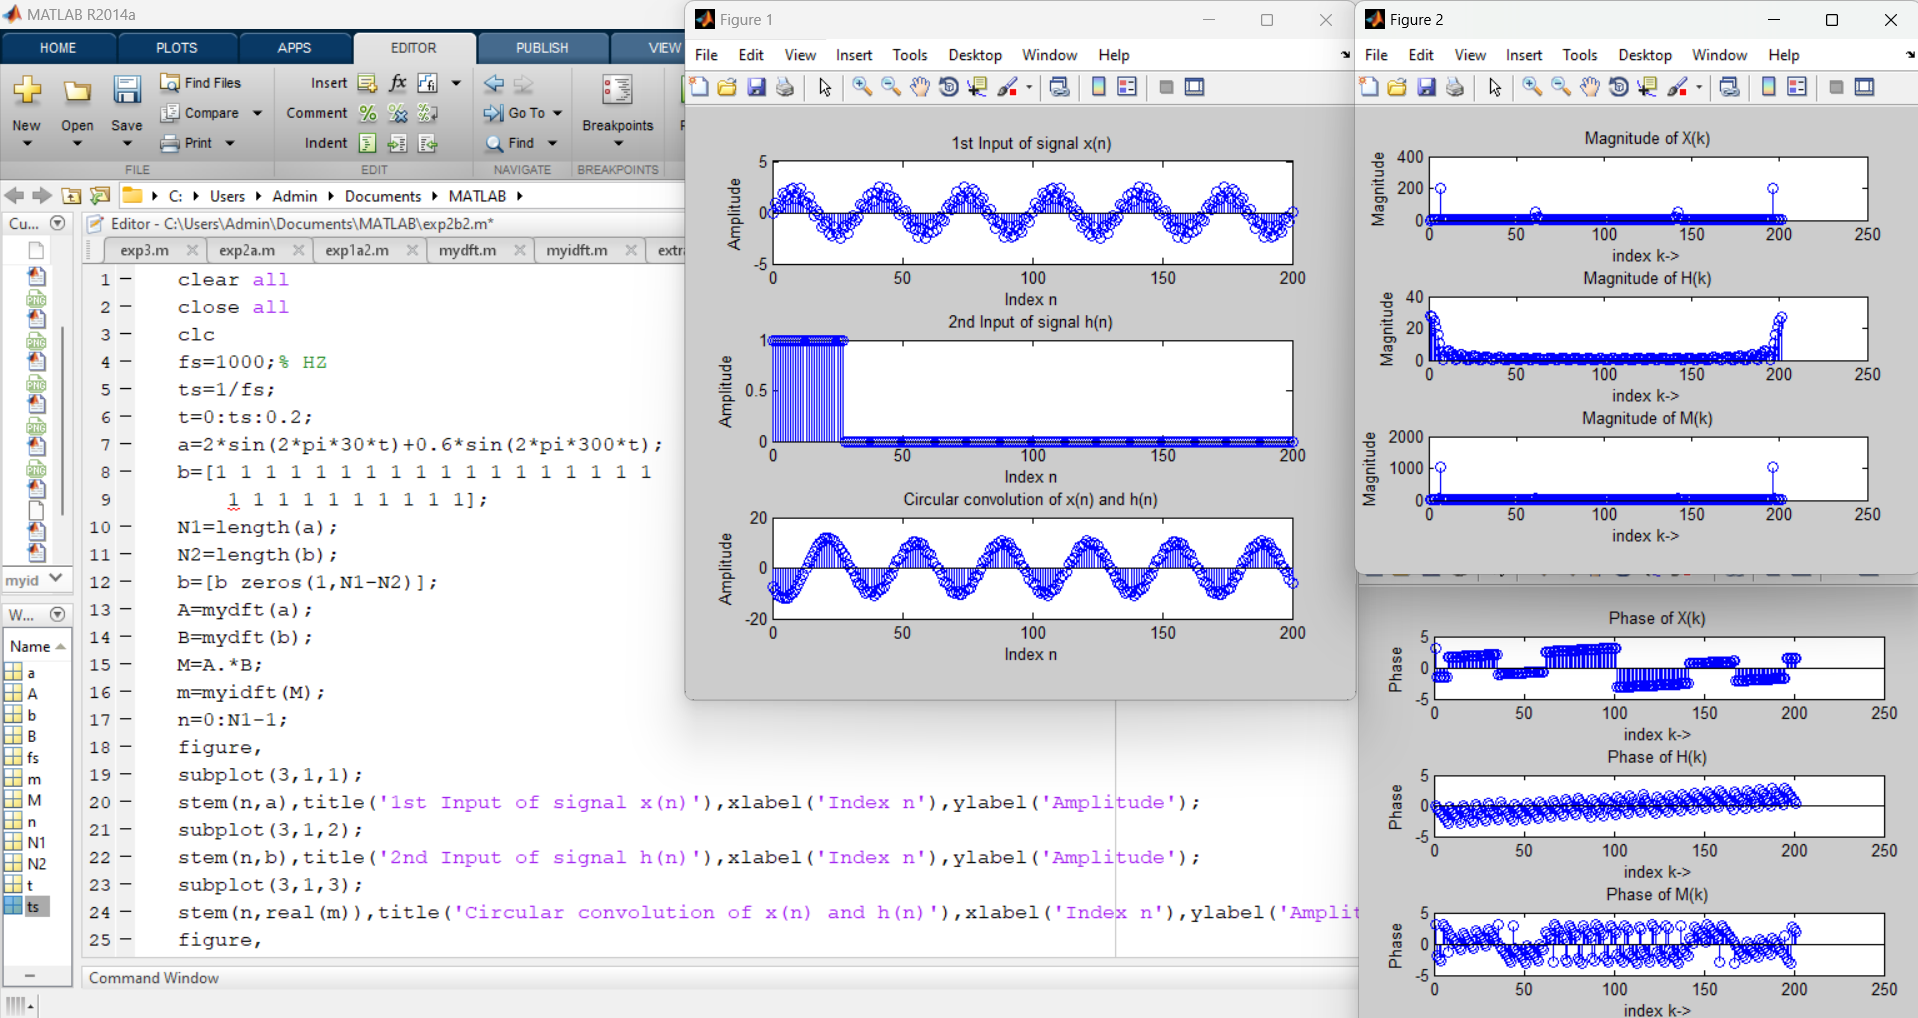 MATLAB R2014a
HOME PLOTS APPS EDITOR PUBLISH VIEW
Find Files
Compare
Print
New Open Save
FILE
Insert fx
Comment
Indent
EDIT
Go To
Find
NAVIGATE
Breakpoints
BREAKPOINTS
C: Users Admin Documents MATLAB
Cu...
Editor - C:\Users\Admin\Documents\MATLAB\exp2b2.m*
exp3.m exp2a.m exp1a2.m mydft.m myidft.m extra
1 clear all
2 close all
3 clc
4 fs=1000;% HZ
5 ts=1/fs;
6 t=0:ts:0.2;
7 a=2*sin(2*pi*30*t)+0.6*sin(2*pi*300*t);
8 b=[1 1 1 1 1 1 1 1 1 1 1 1 1 1 1 1 1 1
9 1 1 1 1 1 1 1 1 1 1];
10 N1=length(a);
11 N2=length(b);
12 b=[b zeros(1,N1-N2)];
13 A=mydft(a);
14 B=mydft(b);
15 M=A.*B;
16 m=myidft(M);
17 n=0:N1-1;
18 figure,
19 subplot(3,1,1);
20 stem(n,a),title('1st Input of signal x(n)'),xlabel('Index n'),ylabel('Amplitude');
21 subplot(3,1,2);
22 stem(n,b),title('2nd Input of signal h(n)'),xlabel('Index n'),ylabel('Amplitude');
23 subplot(3,1,3);
24 stem(n,real(m)),title('Circular convolution of x(n) and h(n)'),xlabel('Index n'),ylabel('Amplit
25 figure,
Command Window
myid
W...
Name
a
A
b
B
fs
m
M
n
N1
N2
t
ts
Figure 1
File Edit View Insert Tools Desktop Window Help
1st Input of signal x(n)
Amplitude
5
0
-5
0 50 100 150 200
Index n
2nd Input of signal h(n)
Amplitude
1
0.5
0
0 50 100 150 200
Index n
Circular convolution of x(n) and h(n)
Amplitude
20
0
-20
0 50 100 150 200
Index n
Figure 2
File Edit View Insert Tools Desktop Window Help
Magnitude of X(k)
Magnitude
400
200
0
0 50 100 150 200 250
index k->
Magnitude of H(k)
Magnitude
40
20
0
0 50 100 150 200 250
index k->
Magnitude of M(k)
Magnitude
2000
1000
0
0 50 100 150 200 250
index k->
Phase of X(k)
Phase
5
0
-5
0 50 100 150 200 250
index k->
Phase of H(k)
Phase
5
0
-5
0 50 100 150 200 250
index k->
Phase of M(k)
Phase
5
0
-5
0 50 100 150 200 250
index k->